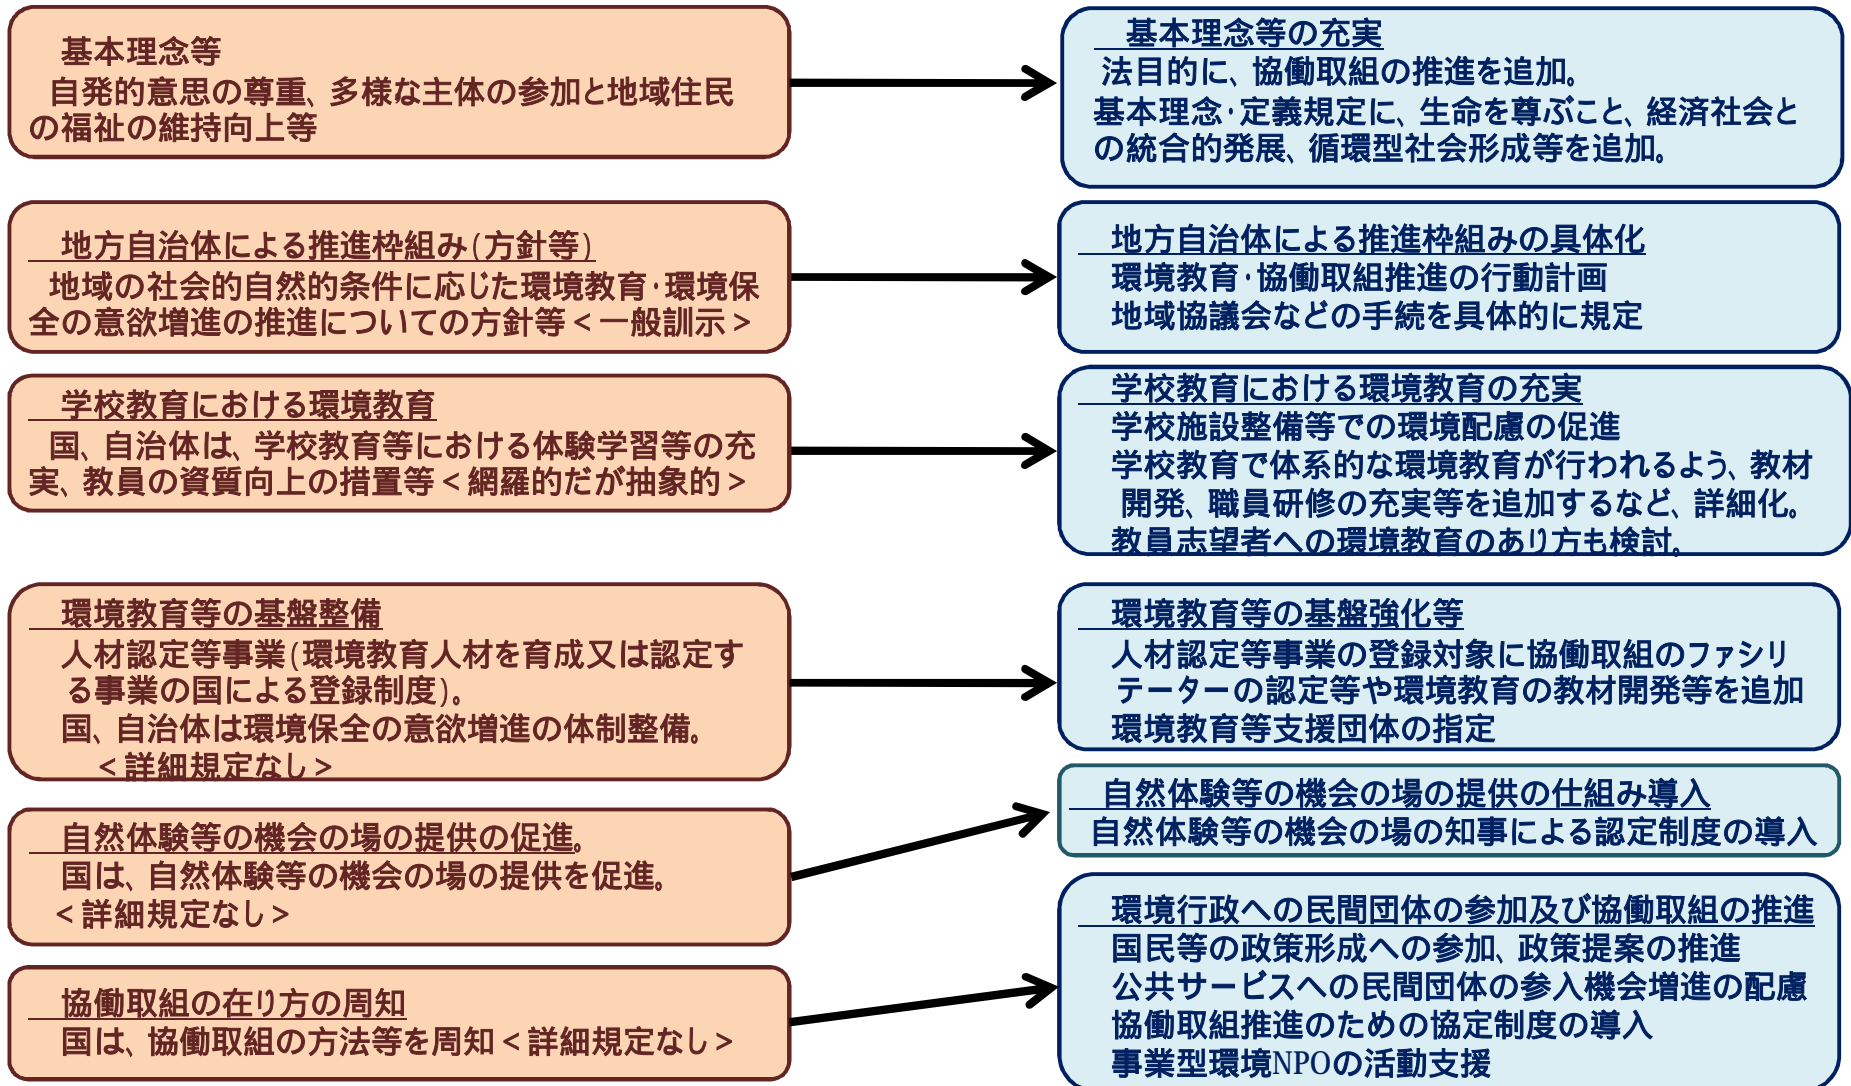 基本理念等
自発的意思の尊重、多様な主体の参加と地域住民
の福祉の維持向上等
基本理念等の充実
法目的に、協働取組の推進を追加。
基本理念・定義規定に、生命を尊ぶこと、経済社会と
の統合的発展、循環型社会形成等を追加。
地方自治体による推進枠組み(方針等)
地域の社会的自然的条件に応じた環境教育・環境保
全の意欲増進の推進についての方針等＜一般訓示＞
地方自治体による推進枠組みの具体化
環境教育・協働取組推進の行動計画
地域協議会などの手続を具体的に規定
学校教育における環境教育
国、自治体は、学校教育等における体験学習等の充
実、教員の資質向上の措置等＜網羅的だが抽象的＞
学校教育における環境教育の充実
学校施設整備等での環境配慮の促進
学校教育で体系的な環境教育が行われるよう、教材
開発、職員研修の充実等を追加するなど、詳細化。
教員志望者への環境教育のあり方も検討。
環境教育等の基盤整備
人材認定等事業(環境教育人材を育成又は認定す
る事業の国による登録制度)。
国、自治体は環境保全の意欲増進の体制整備。
＜詳細規定なし＞
環境教育等の基盤強化等
人材認定等事業の登録対象に協働取組のファシリ
テーターの認定等や環境教育の教材開発等を追加
環境教育等支援団体の指定
自然体験等の機会の場の提供の促進。
国は、自然体験等の機会の場の提供を促進。
＜詳細規定なし＞
自然体験等の機会の場の提供の仕組み導入
自然体験等の機会の場の知事による認定制度の導入
協働取組の在り方の周知
国は、協働取組の方法等を周知＜詳細規定なし＞
環境行政への民間団体の参加及び協働取組の推進
国民等の政策形成への参加、政策提案の推進
公共サービスへの民間団体の参入機会増進の配慮
協働取組推進のための協定制度の導入
事業型環境NPOの活動支援